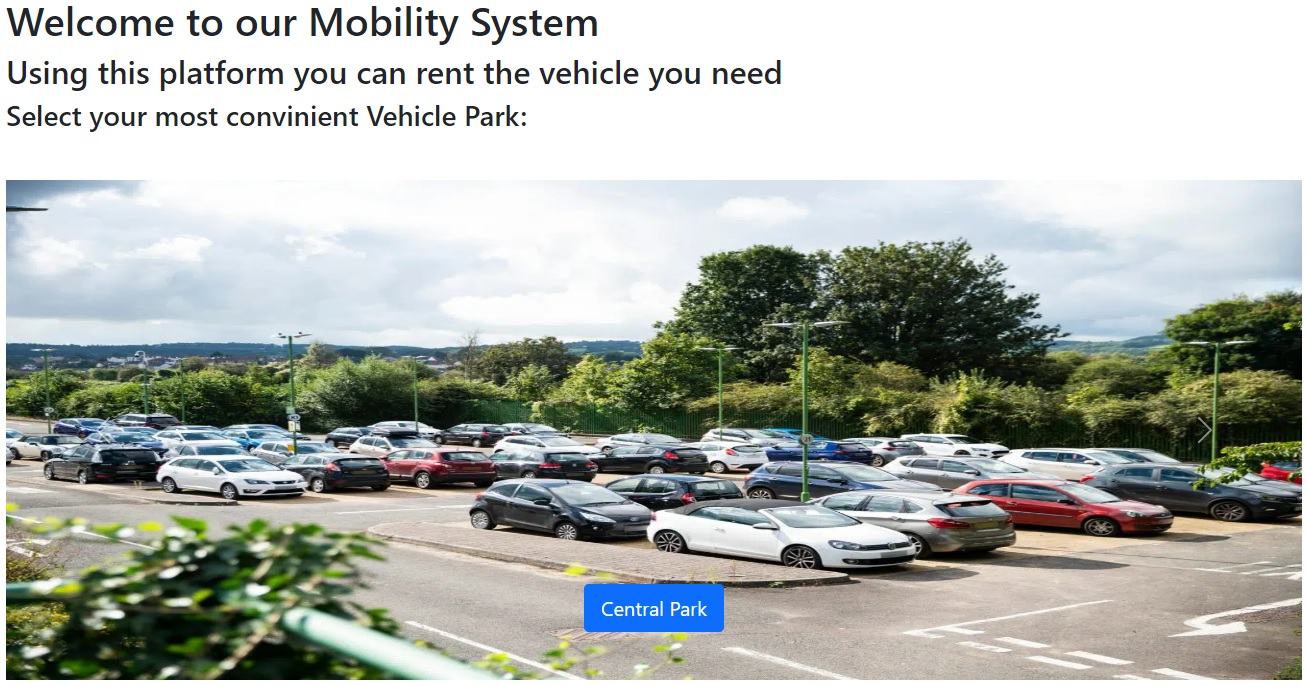 Welcome to our Mobility System
Using this platform you can rent the vehicle you need
Select your most convinient Vehicle Park:
Central Park